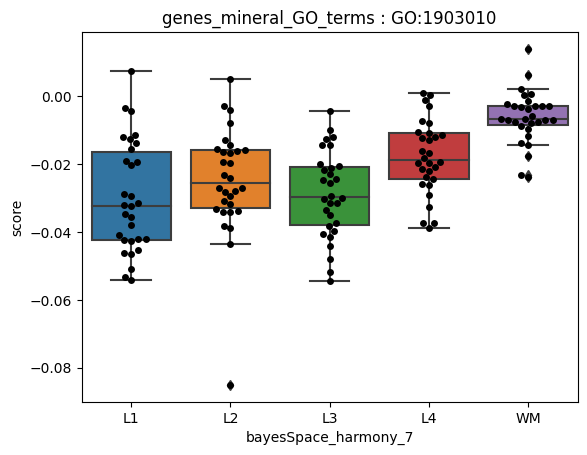 genes_mineral_GO_terms : GO:1903010
0.00
−0.02
−0.04
−0.06
−0.08
score
L1 L2 L3 L4 WM
bayesSpace_harmony_7